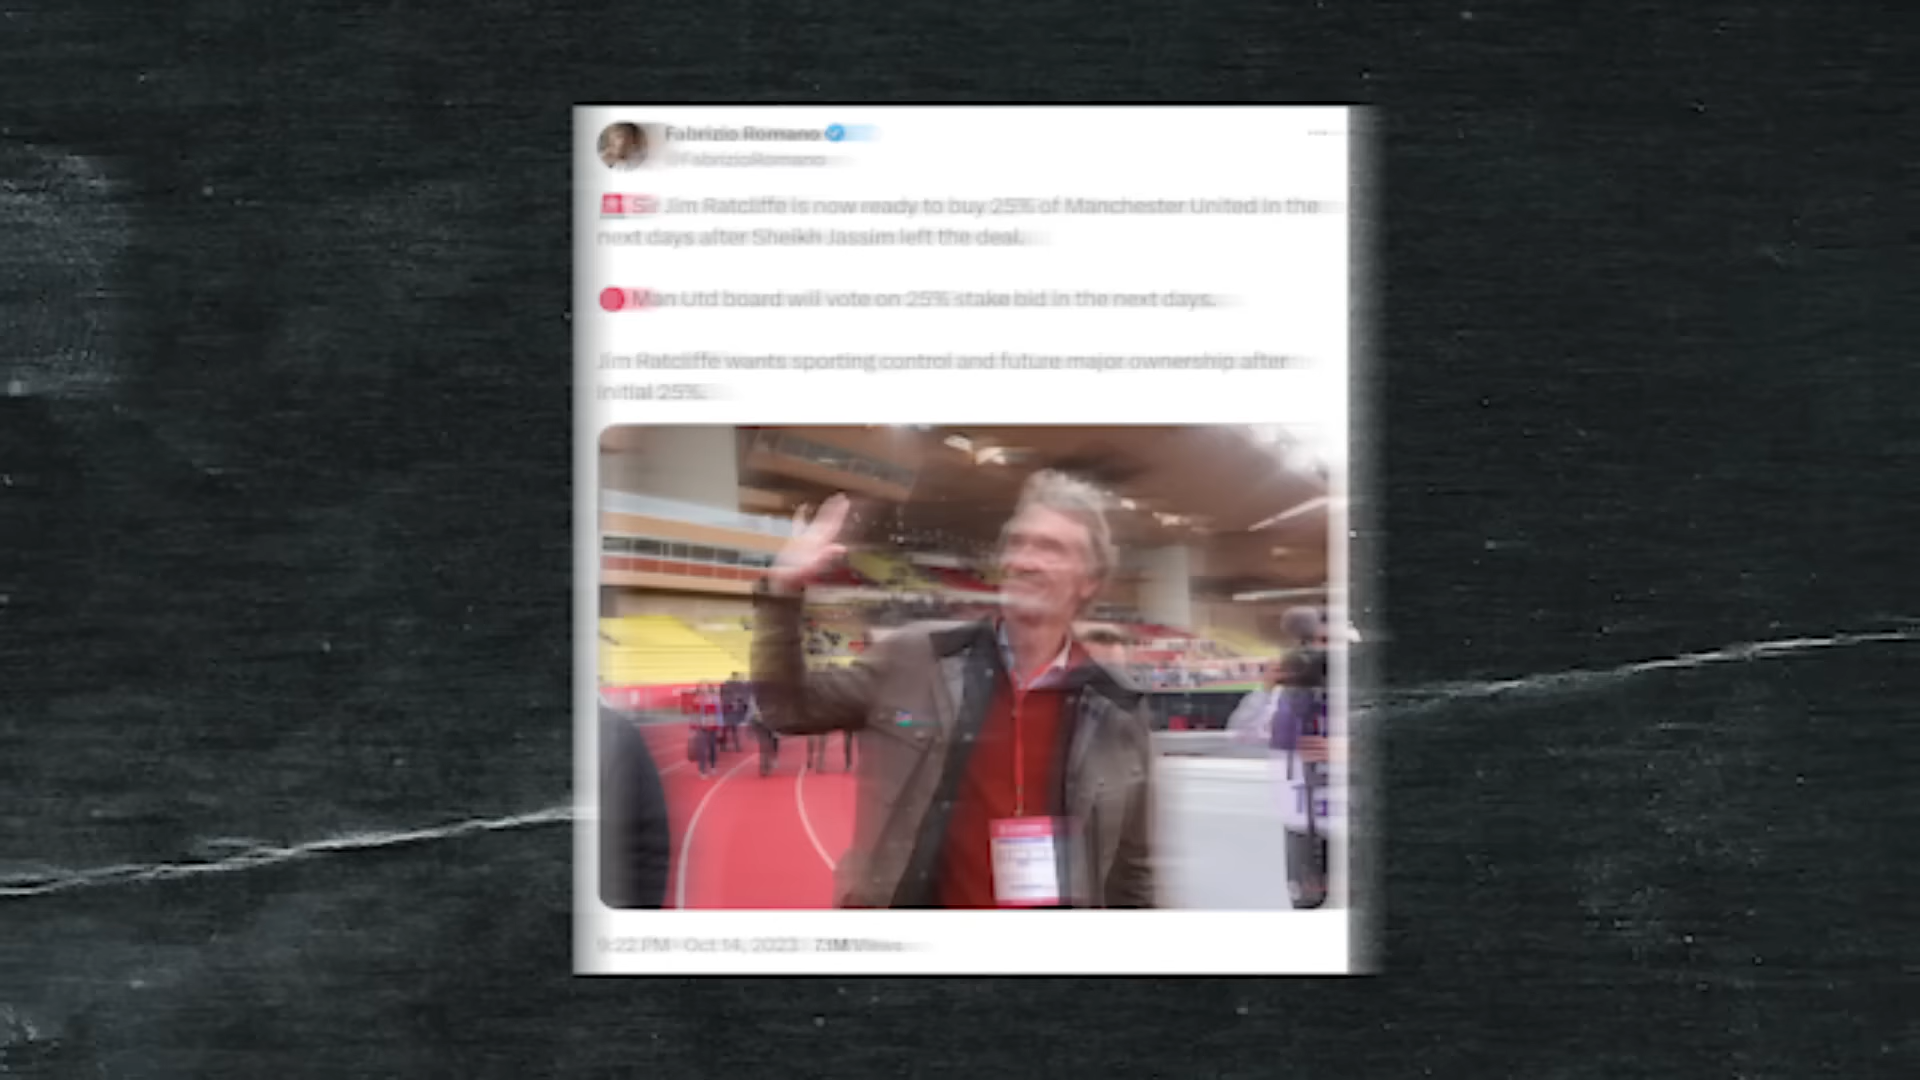 Fabrizio Romano
@FabrizioRomano
Sir Jim Ratcliffe is now ready to buy 25% of Manchester United in the
next days after Sheikh Jassim left the deal.
Man Utd board will vote on 25% stake bid in the next days.
Jim Ratcliffe wants sporting control and future major ownership after
initial 25%.
9:22 PM · Oct 14, 2023 · 7.1M Views